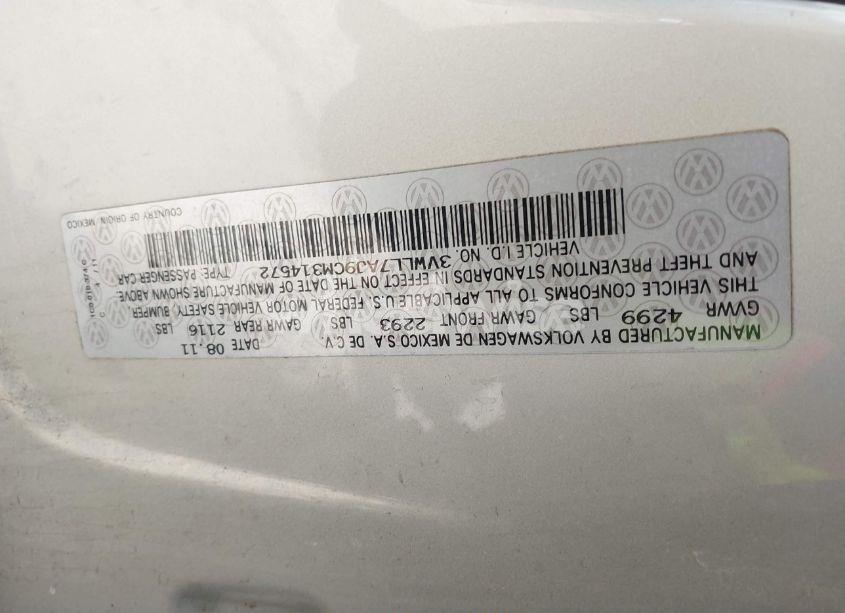 MANUFACTURED BY VOLKSWAGEN DE MEXICO S.A. DE C.V. DATE 08.11
GVWR 4299 LBS GAWR FRONT 2293 LBS GAWR REAR 2116 LBS
THIS VEHICLE CONFORMS TO ALL APPLICABLE U.S. FEDERAL MOTOR VEHICLE SAFETY, BUMPER,
AND THEFT PREVENTION STANDARDS IN EFFECT ON THE DATE OF MANUFACTURE SHOWN ABOVE.
VEHICLE I.D. NO. 3VWLL7AJ9CM314572 TYPE: PASSENGER CAR
COUNTRY OF ORIGIN: MEXICO